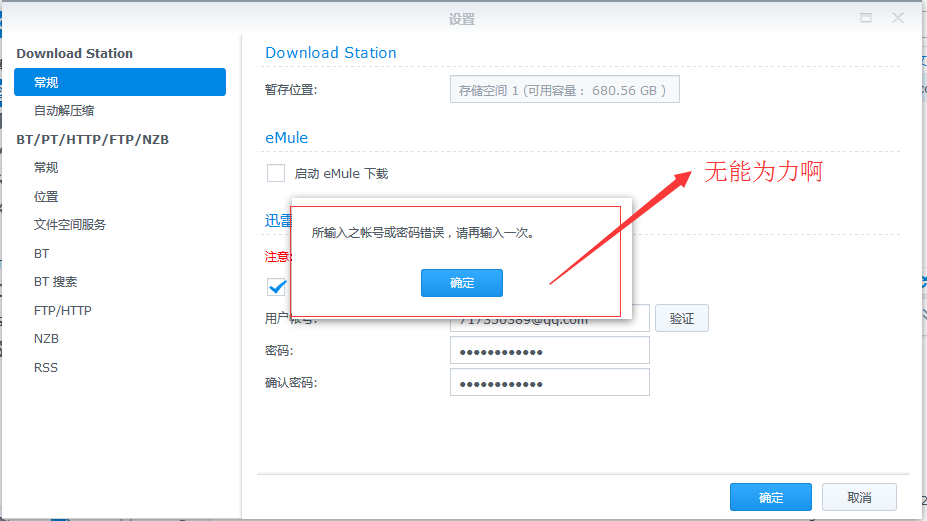 设置
Download Station
常规
自动解压缩
BT/PT/HTTP/FTP/NZB
常规
位置
文件空间服务
BT
BT 搜索
FTP/HTTP
NZB
RSS
Download Station
暂存位置:
存储空间 1 (可用容量： 680.56 GB )
eMule
启动 eMule 下载
无能为力啊
迅雷
注意:
所输入之帐号或密码错误，请再输入一次。
确定
用户帐号:
717350389@qq.com
验证
密码:
●●●●●●●●●●●●
确认密码:
●●●●●●●●●●●●
确定
取消